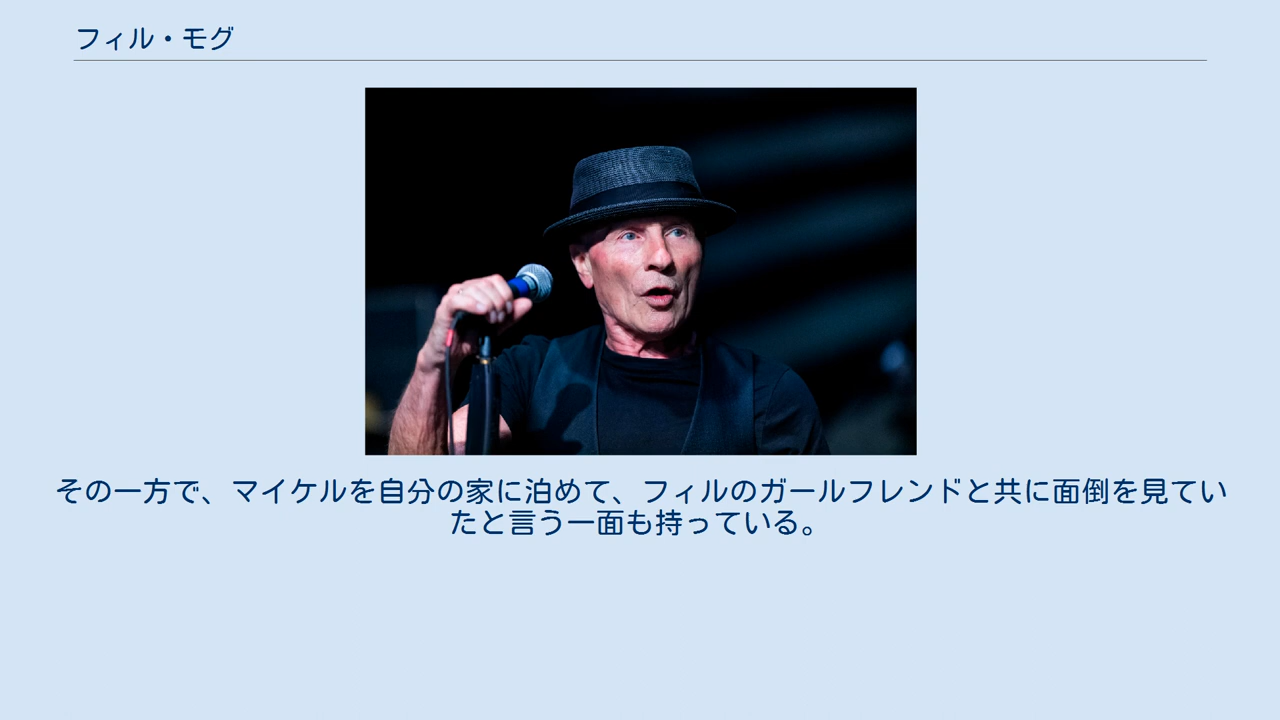 フィル・モグ
その一方で、マイケルを自分の家に泊めて、フィルのガールフレンドと共に面倒を見てい
たと言う一面も持っている。